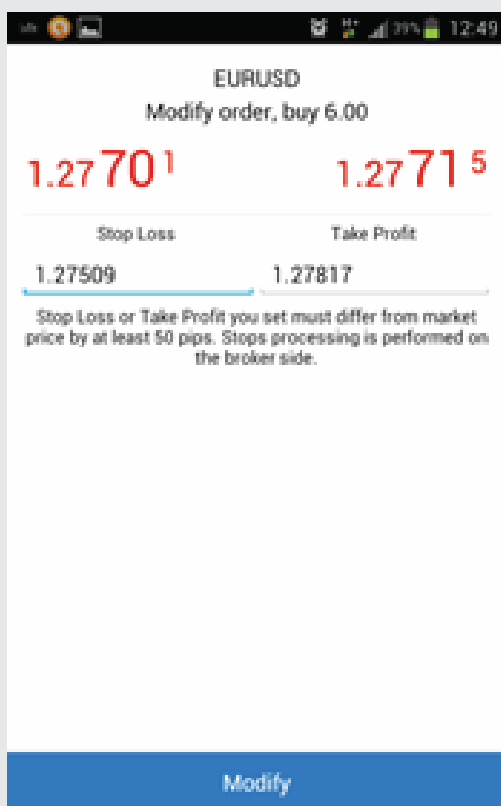 H+ 39% 12:49
EURUSD
Modify order, buy 6.00
1.27701 1.27715
Stop Loss Take Profit
1.27509 1.27817
Stop Loss or Take Profit you set must differ from market
price by at least 50 pips. Stops processing is performed on
the broker side.
Modify